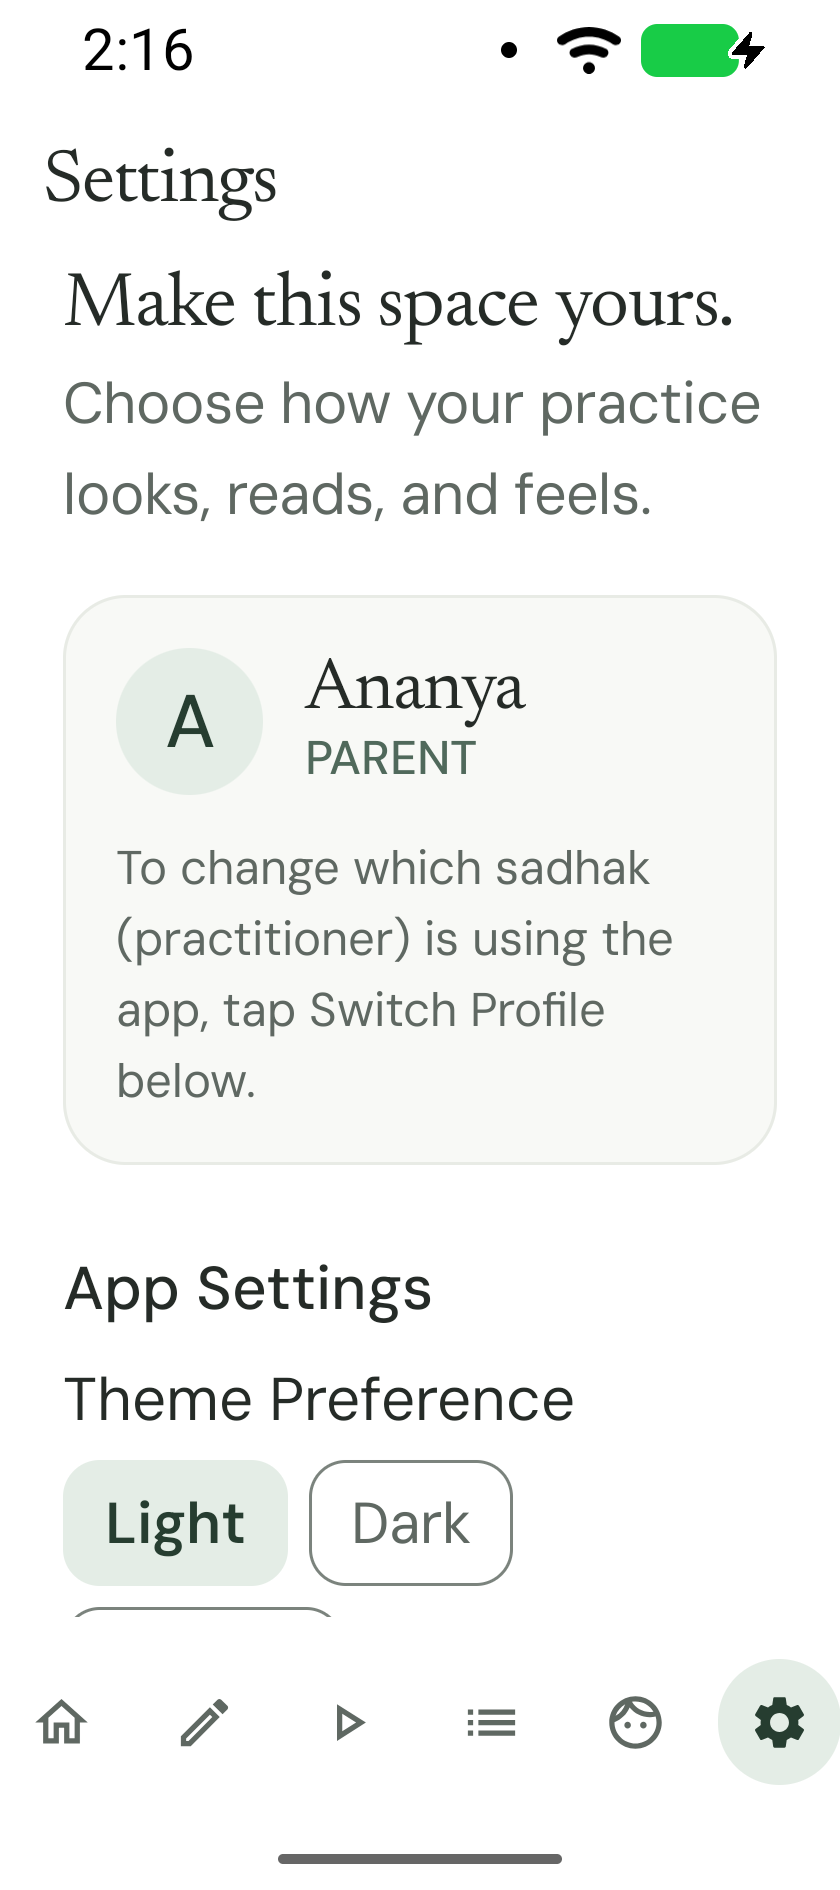 2:16
Settings
Make this space yours.
Choose how your practice
looks, reads, and feels.
A
Ananya
PARENT
To change which sadhak
(practitioner) is using the
app, tap Switch Profile
below.
App Settings
Theme Preference
Light
Dark